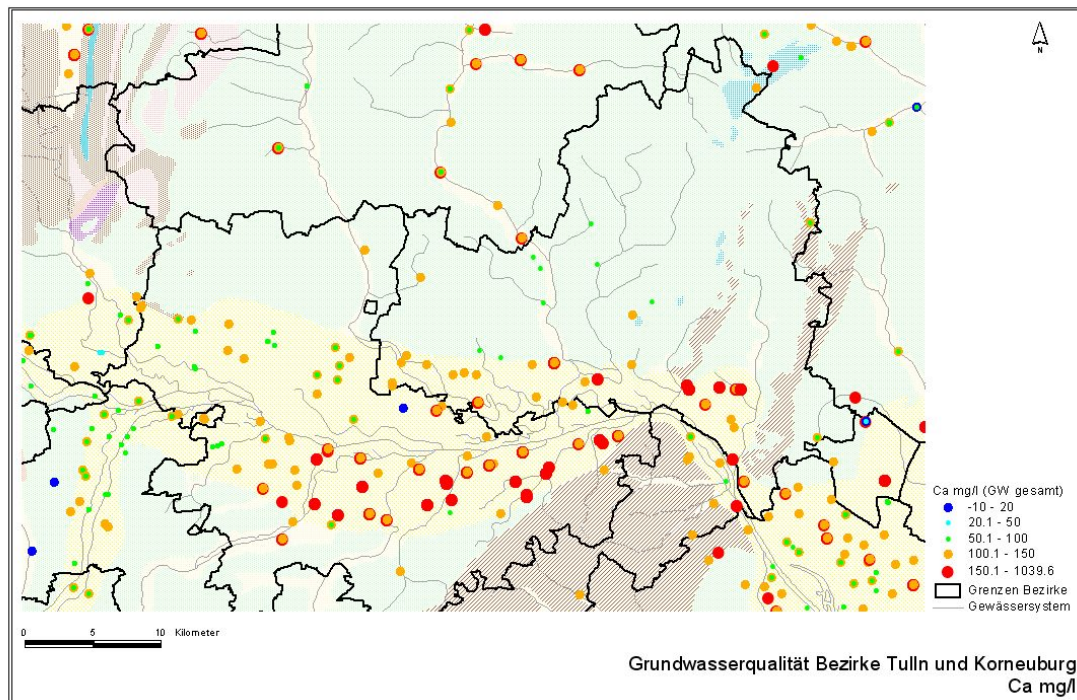 N
Ca mg/l (GW gesamt)
-10 - 20
20.1 - 50
50.1 - 100
100.1 - 150
150.1 - 1039.6
Grenzen Bezirke
Gewässersystem
0 5 10 Kilometer
Grundwasserqualität Bezirke Tulln und Korneuburg
Ca mg/l